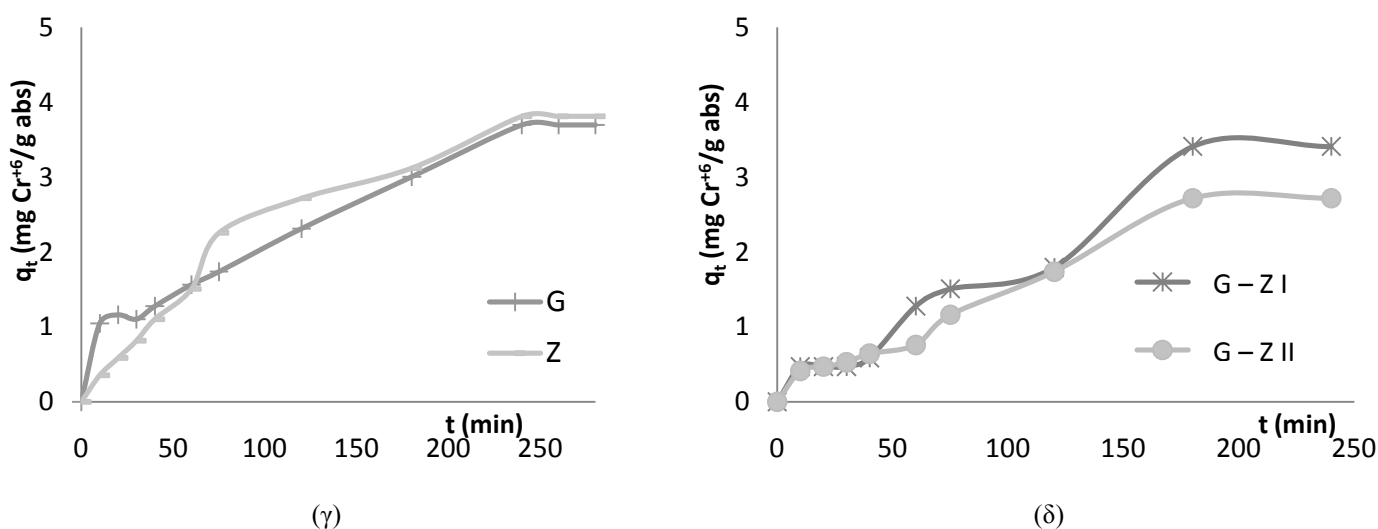 5
4
3
2
1
0
q_t (mg Cr⁺⁶/g abs)
G
Z
t (min)
0 50 100 150 200 250
(γ)
5
4
3
2
1
0
q_t (mg Cr⁺⁶/g abs)
G – Z I
G – Z II
t (min)
0 50 100 150 200 250
(δ)